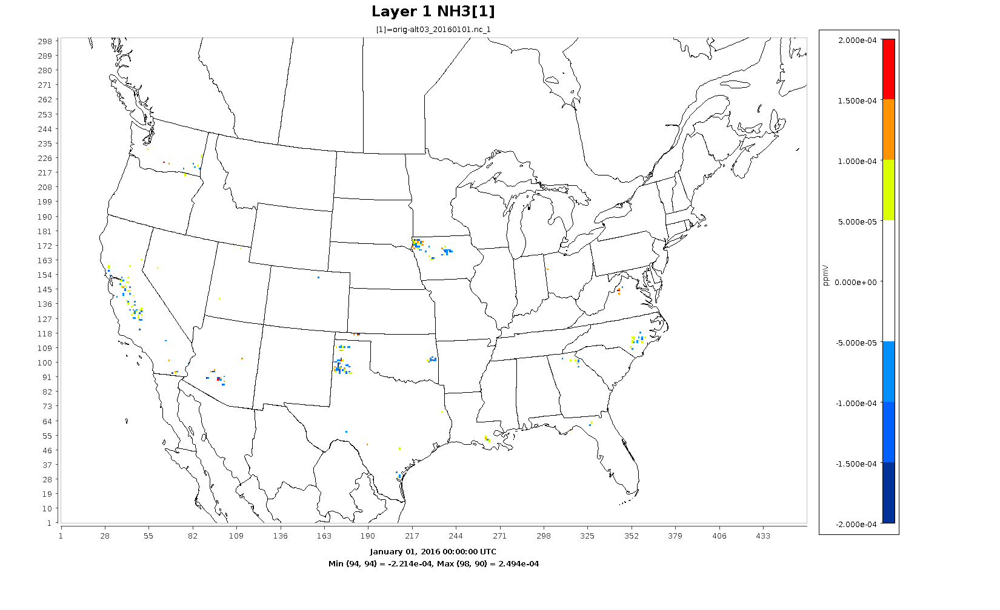 Layer 1 NH3[1]
[1]=orig-alt03_20160101.nc_1
298
289
280
271
262
253
244
235
226
217
208
199
190
181
172
163
154
145
136
127
118
109
100
91
82
73
64
55
46
37
28
19
10
1
1 28 55 82 109 136 163 190 217 244 271 298 325 352 379 406 433
January 01, 2016 00:00:00 UTC
Min (94, 94) = -2.214e-04, Max (98, 90) = 2.494e-04
ppmV
2.000e-04
1.500e-04
1.000e-04
5.000e-05
0.000e+00
-5.000e-05
-1.000e-04
-1.500e-04
-2.000e-04